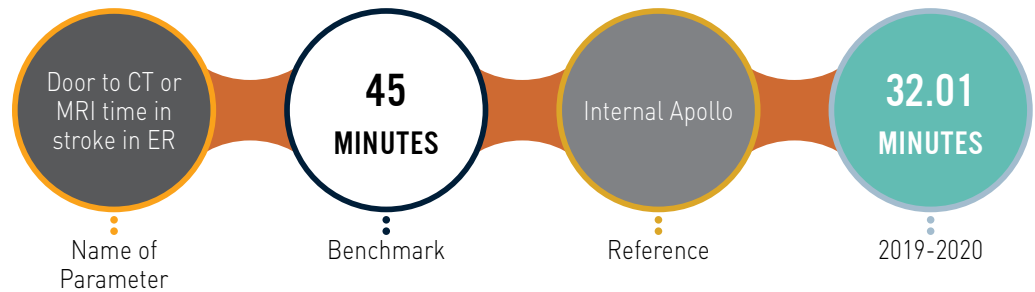 Door to CT or
MRI time in
stroke in ER
45
MINUTES
Internal Apollo
32.01
MINUTES
Name of
Parameter
Benchmark
Reference
2019-2020